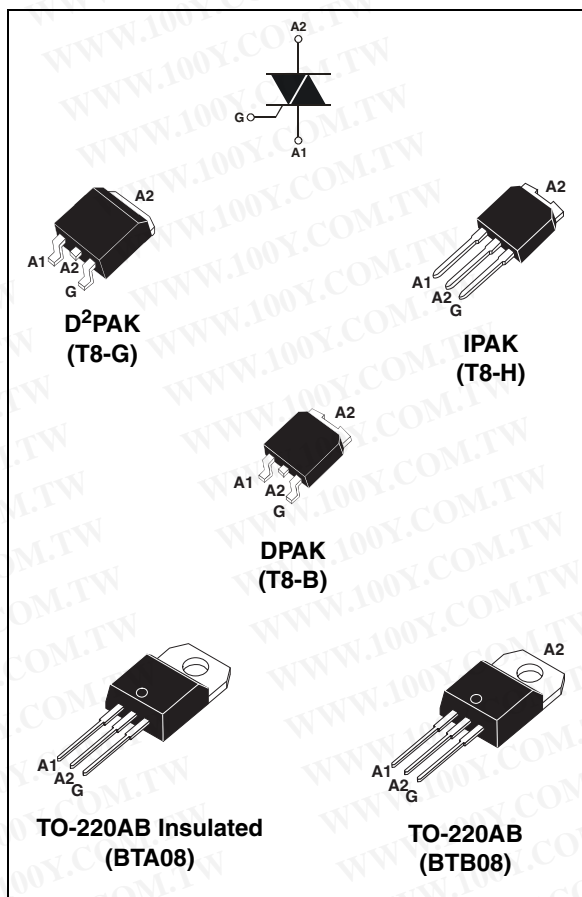 A2
G
A1
A2
A1
A2
G
D²PAK
(T8-G)
A2
A1
A2
G
IPAK
(T8-H)
A2
A1
A2
G
DPAK
(T8-B)
A1
A2
G
TO-220AB Insulated
(BTA08)
A2
A1
A2
G
TO-220AB
(BTB08)
WWW.100Y.COM.TW